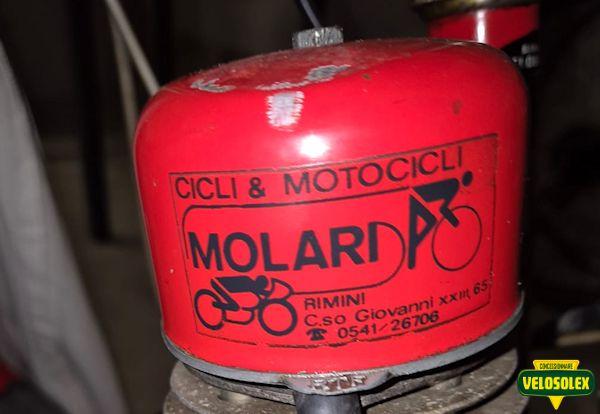 CICLI & MOTOCICLI
MOLARI
RIMINI
C.so Giovanni XXIII, 65
☎ 0541/26706
CONCESSIONNAIRE
VELOSOLEX